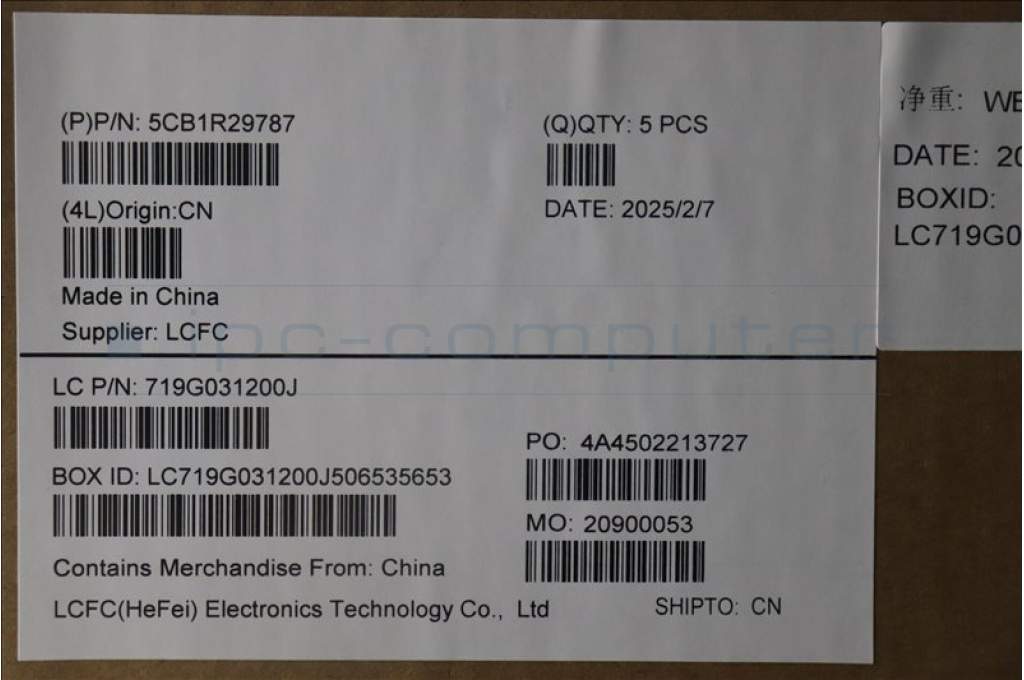 (P)P/N: 5CB1R29787
(Q)QTY: 5 PCS
(4L)Origin:CN
DATE: 2025/2/7
Made in China
Supplier: LCFC
LC P/N: 719G031200J
PO: 4A4502213727
BOX ID: LC719G031200J506535653
MO: 20900053
Contains Merchandise From: China
LCFC(HeFei) Electronics Technology Co., Ltd
SHIPTO: CN
净重:
DATE: 20
BOXID:
LC719G0
ipc-computer